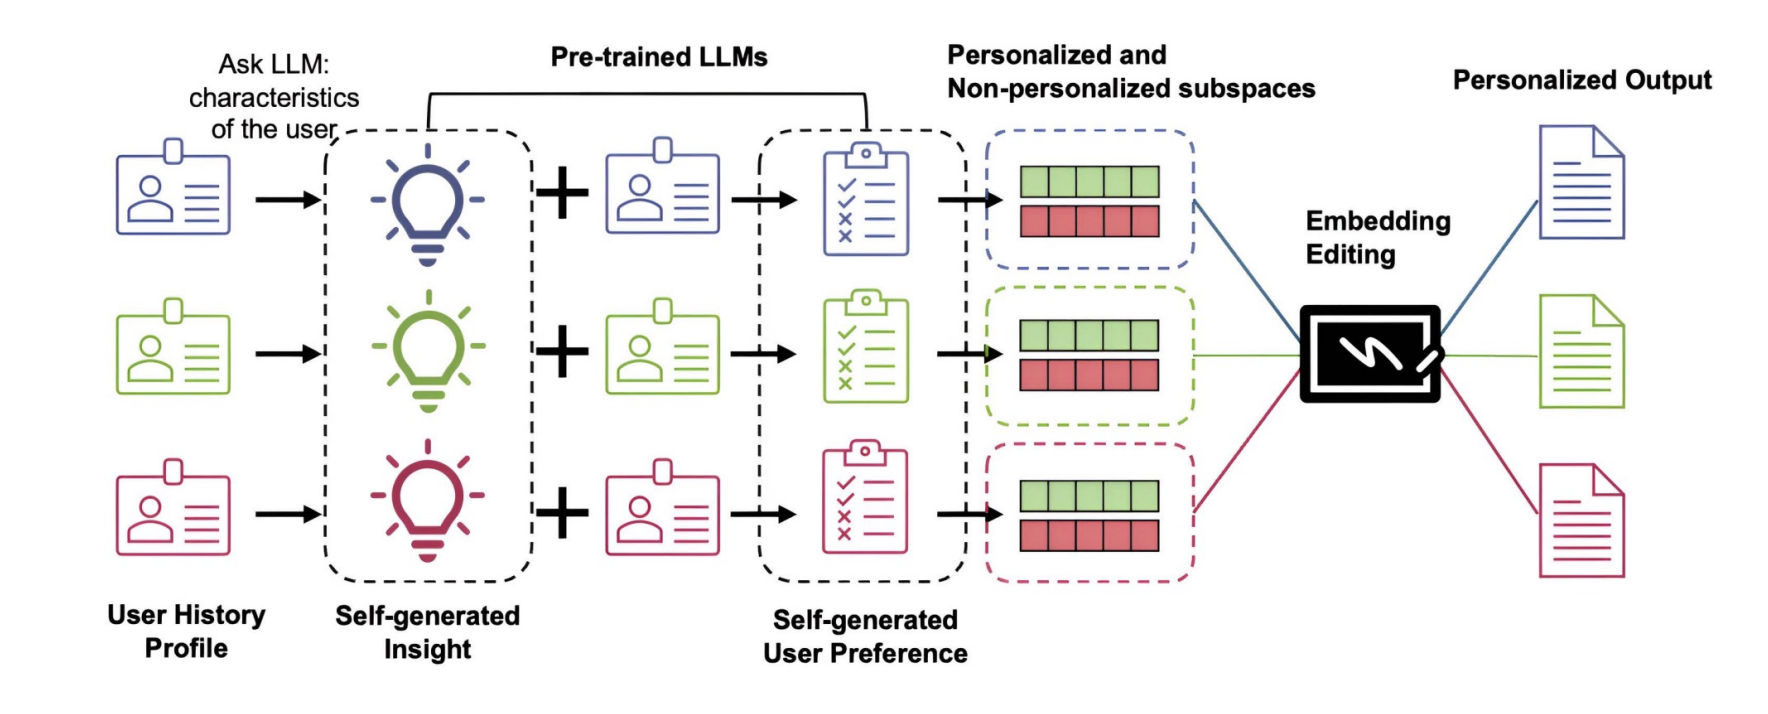 Ask LLM:
characteristics
of the user
Pre-trained LLMs
Personalized and
Non-personalized subspaces
Personalized Output
Embedding
Editing
User History
Profile
Self-generated
Insight
Self-generated
User Preference